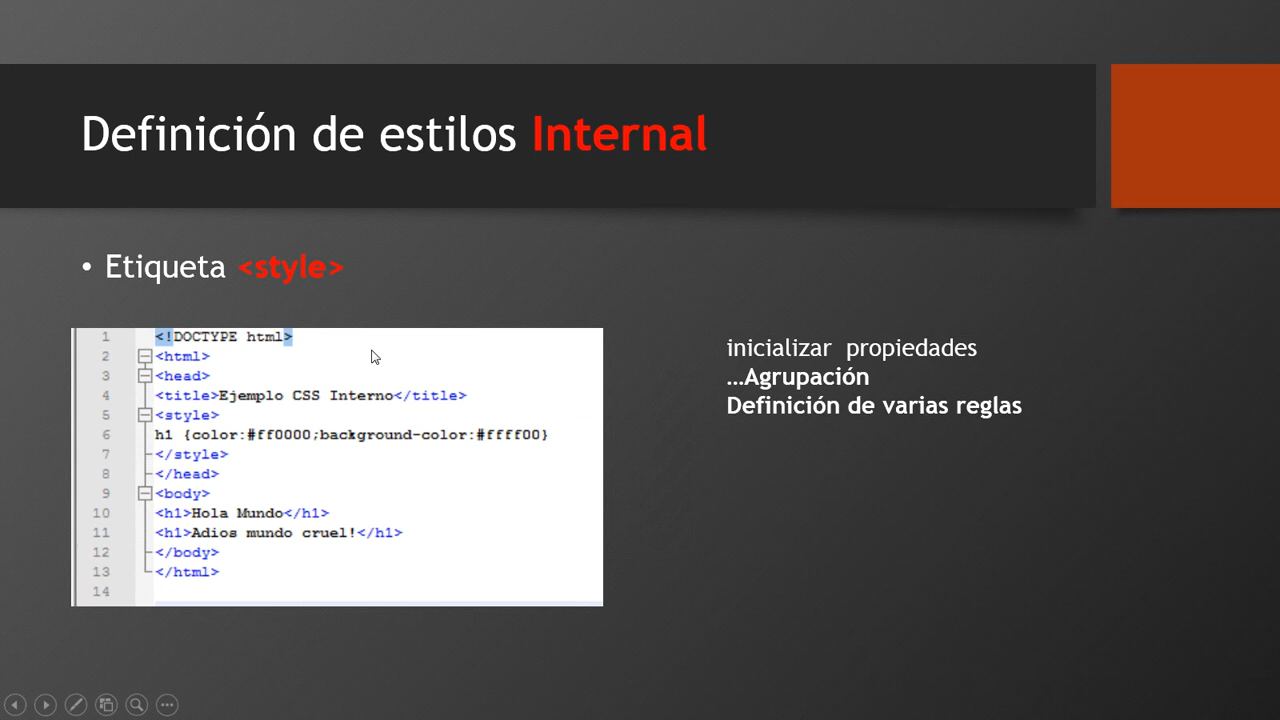 Definición de estilos Internal
• Etiqueta <style>
1 <!DOCTYPE html>
2 <html>
3 <head>
4 <title>Ejemplo CSS Interno</title>
5 <style>
6 h1 {color:#ff0000;background-color:#ffff00}
7 </style>
8 </head>
9 <body>
10 <h1>Hola Mundo</h1>
11 <h1>Adios mundo cruel!</h1>
12 </body>
13 </html>
14
inicializar propiedades
…Agrupación
Definición de varias reglas